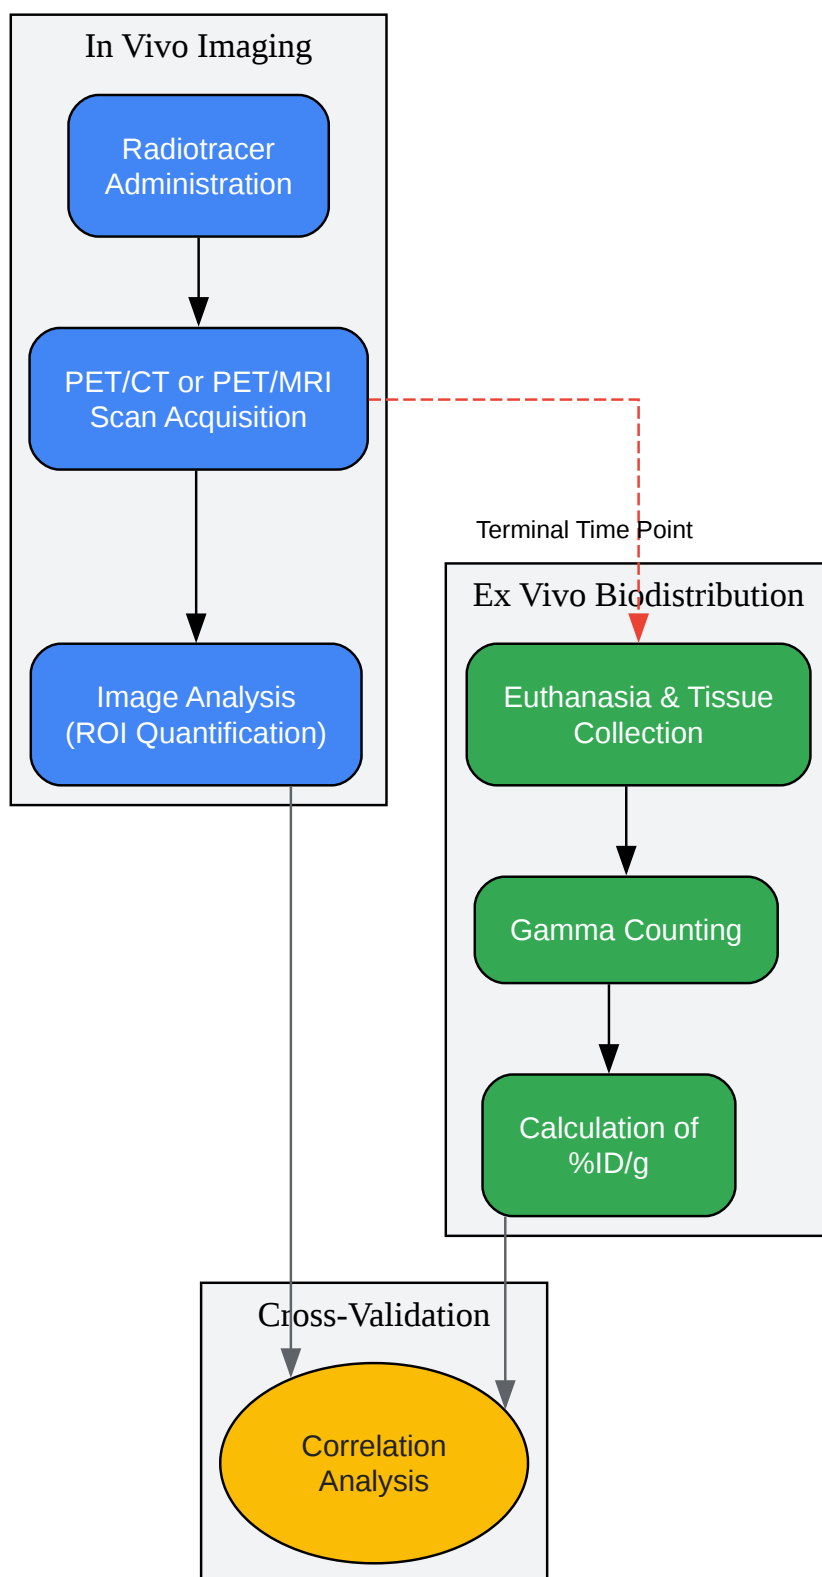 In Vivo Imaging
Radiotracer
Administration
PET/CT or PET/MRI
Scan Acquisition
Image Analysis
(ROI Quantification)
Terminal Time Point
Ex Vivo Biodistribution
Euthanasia & Tissue
Collection
Gamma Counting
Calculation of
%ID/g
Cross-Validation
Correlation
Analysis